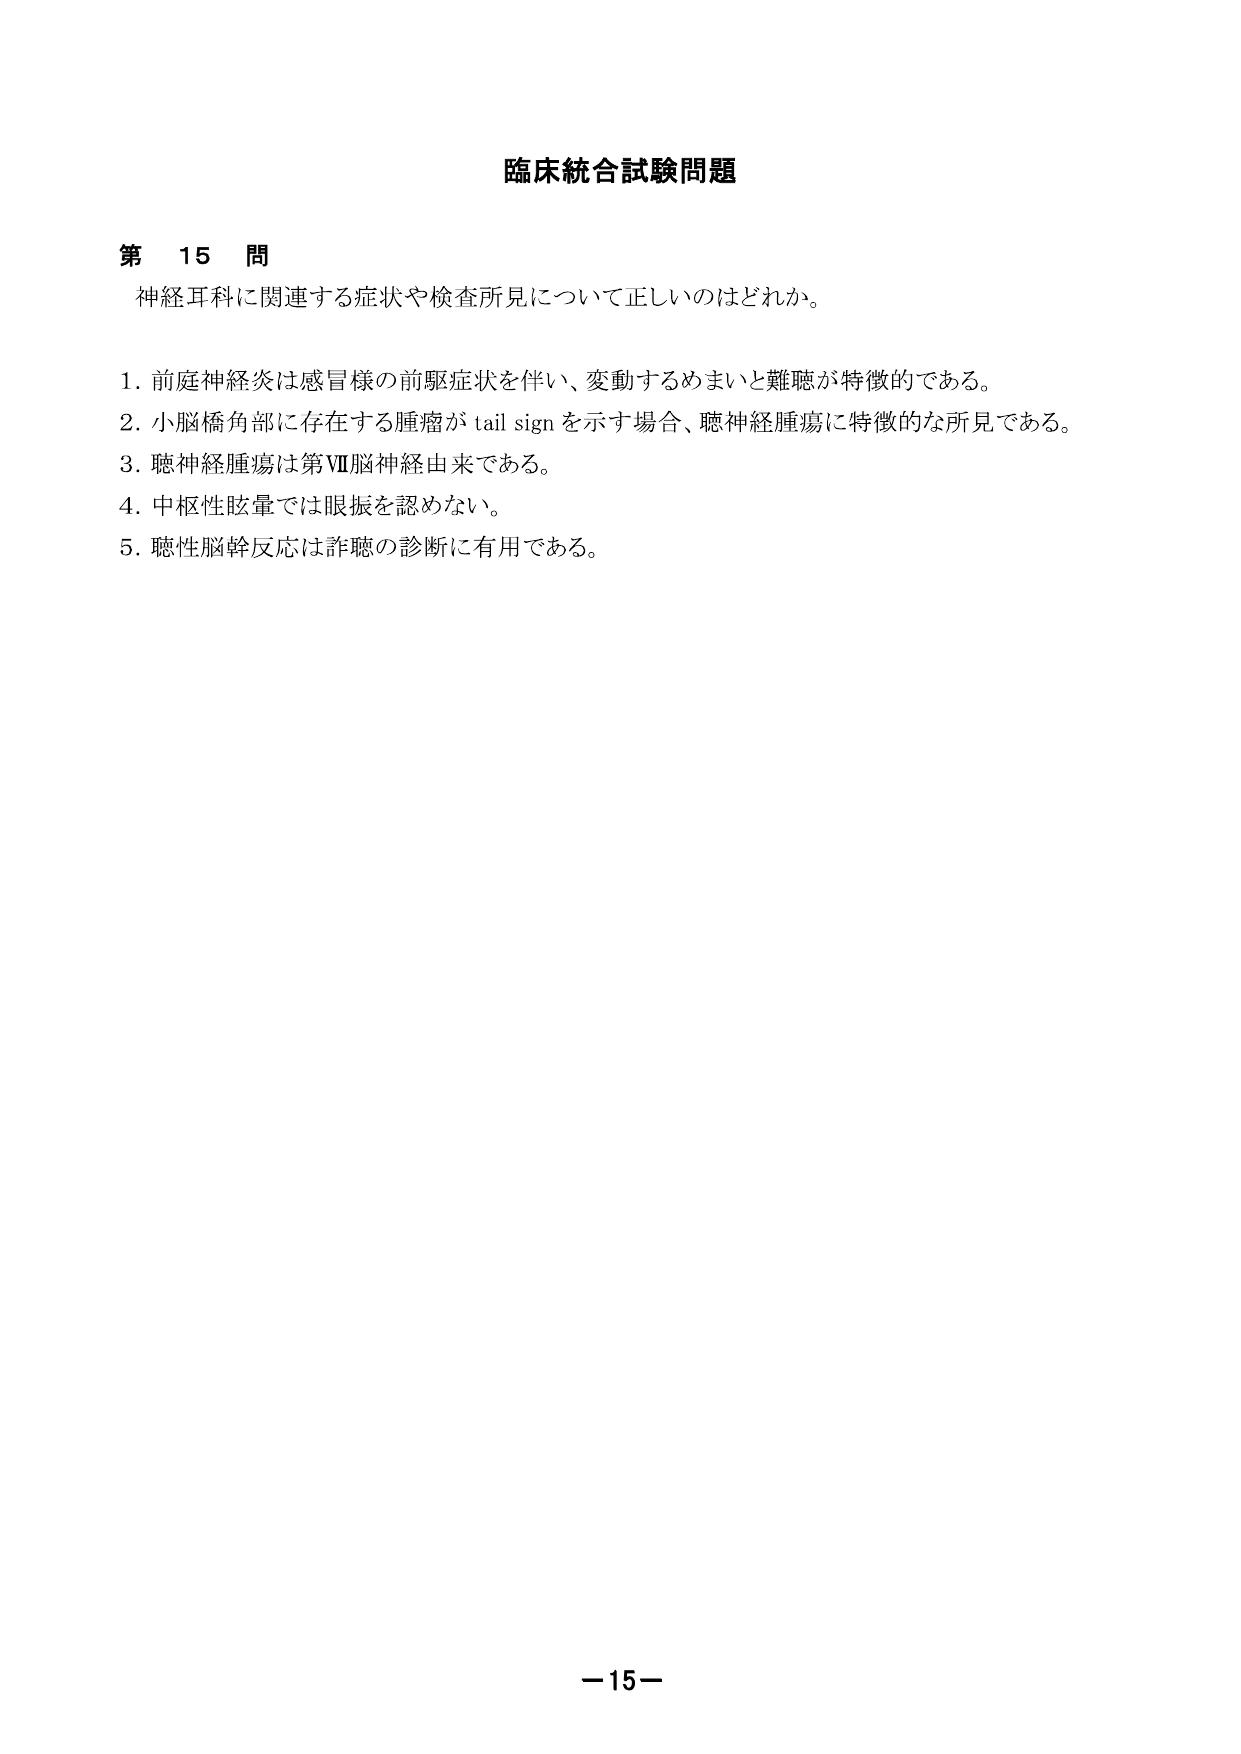 臨床統合試験問題
第 15 問
神経耳科に関連する症状や検査所見について正しいのはどれか。
1. 前庭神経炎は感冒様の前駆症状を伴い、変動するめまいと難聴が特徴的である。
2. 小脳橋角部に存在する腫瘤が tail sign を示す場合、聴神経腫瘍に特徴的な所見である。
3. 聴神経腫瘍は第Ⅶ脳神経由来である。
4. 中枢性眩暈では眼振を認めない。
5. 聴性脳幹反応は詐聴の診断に有用である。
－15－